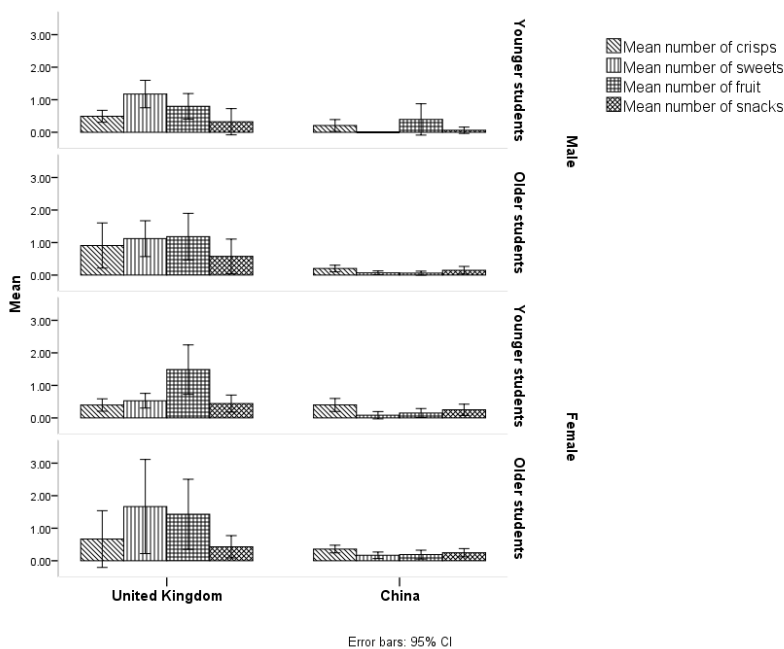 Mean number of crisps
Mean number of sweets
Mean number of fruit
Mean number of snacks
Mean
3.00
2.00
1.00
0.00
Younger students
3.00
2.00
1.00
0.00
Older students
Male
3.00
2.00
1.00
0.00
Younger students
3.00
2.00
1.00
0.00
Older students
Female
United Kingdom
China
Error bars: 95% CI